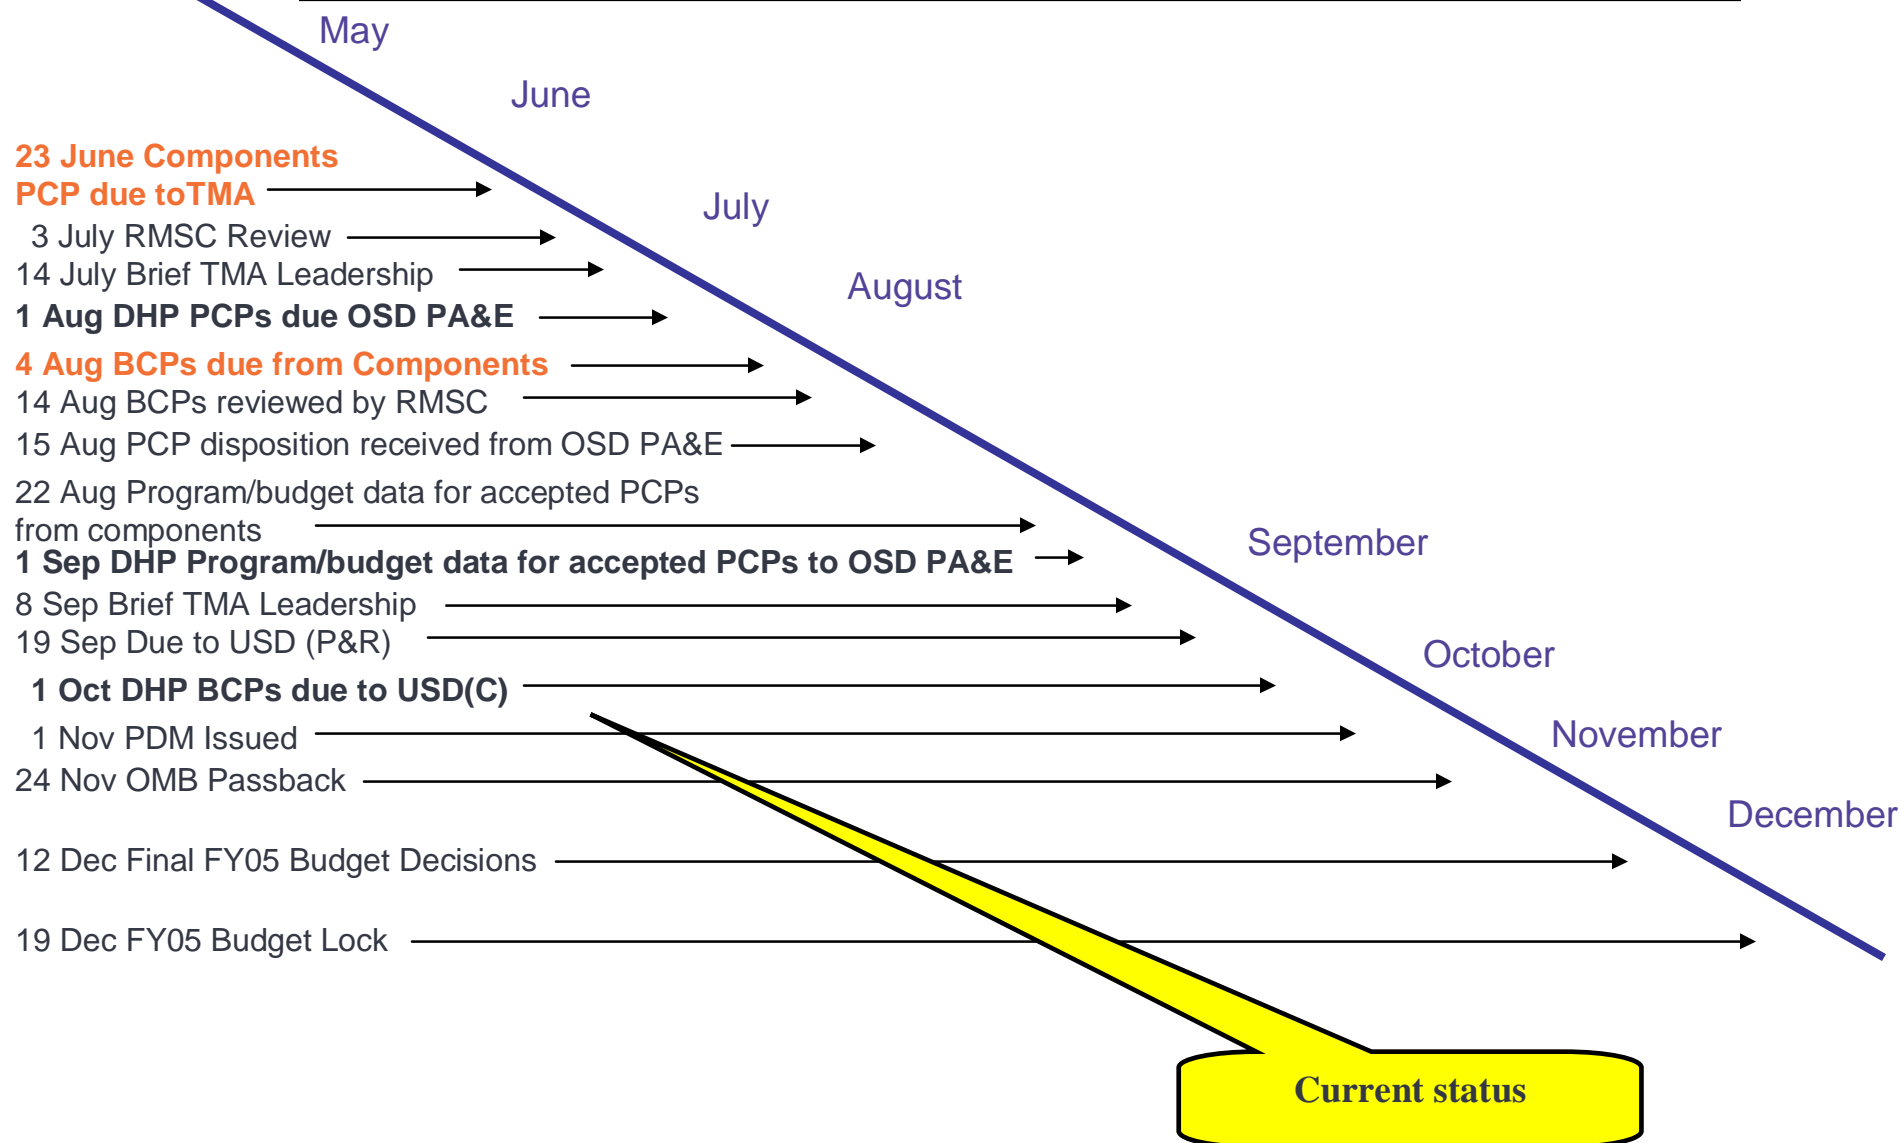 May
June
23 June Components
PCP due toTMA
July
3 July RMSC Review
14 July Brief TMA Leadership
August
1 Aug DHP PCPs due OSD PA&E
4 Aug BCPs due from Components
14 Aug BCPs reviewed by RMSC
15 Aug PCP disposition received from OSD PA&E
22 Aug Program/budget data for accepted PCPs
from components
September
1 Sep DHP Program/budget data for accepted PCPs to OSD PA&E
8 Sep Brief TMA Leadership
19 Sep Due to USD (P&R)
October
1 Oct DHP BCPs due to USD(C)
1 Nov PDM Issued
November
24 Nov OMB Passback
December
12 Dec Final FY05 Budget Decisions
19 Dec FY05 Budget Lock
Current status